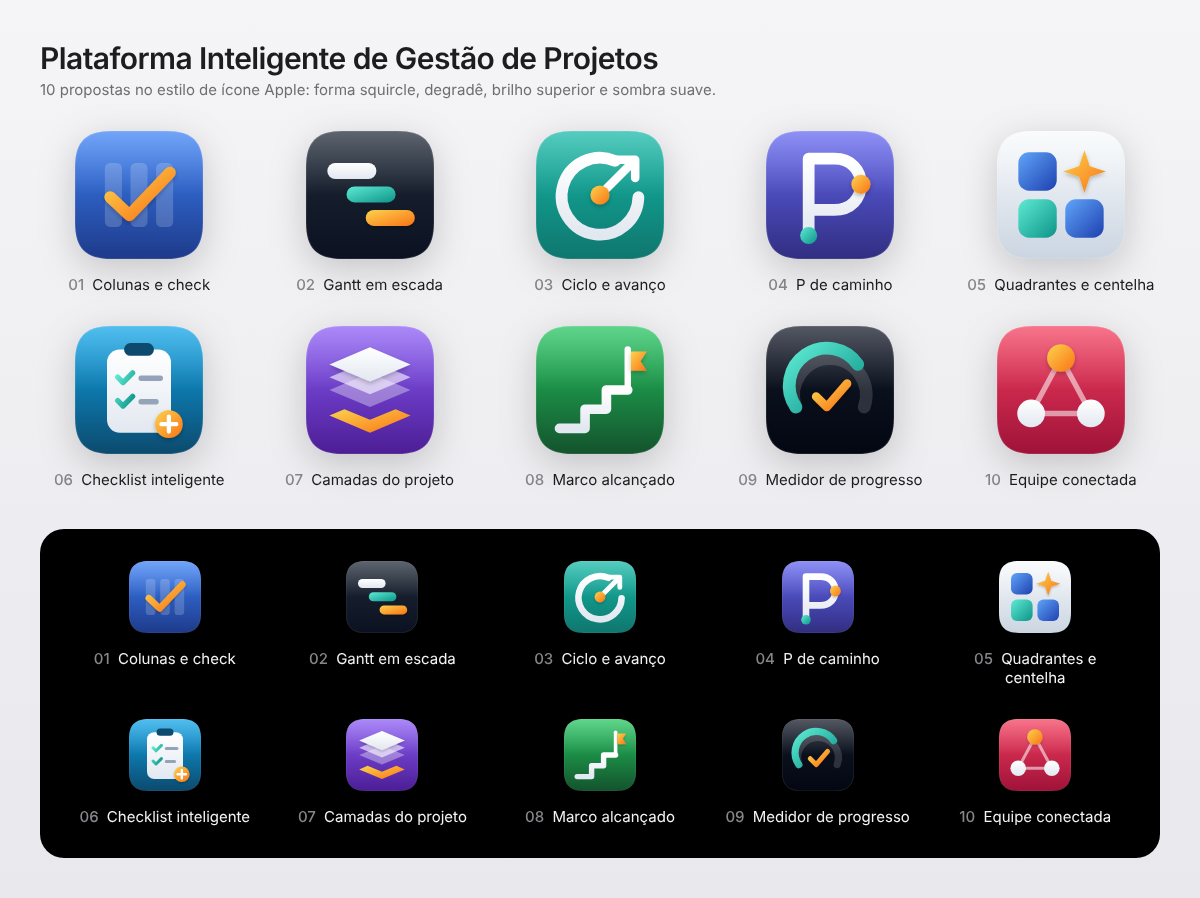 Plataforma Inteligente de Gestão de Projetos
10 propostas no estilo de ícone Apple: forma squircle, degradê, brilho superior e sombra suave.
01 Colunas e check
02 Gantt em escada
03 Ciclo e avanço
04 P de caminho
05 Quadrantes e centelha
06 Checklist inteligente
07 Camadas do projeto
08 Marco alcançado
09 Medidor de progresso
10 Equipe conectada
01 Colunas e check
02 Gantt em escada
03 Ciclo e avanço
04 P de caminho
05 Quadrantes e
centelha
06 Checklist inteligente
07 Camadas do projeto
08 Marco alcançado
09 Medidor de progresso
10 Equipe conectada